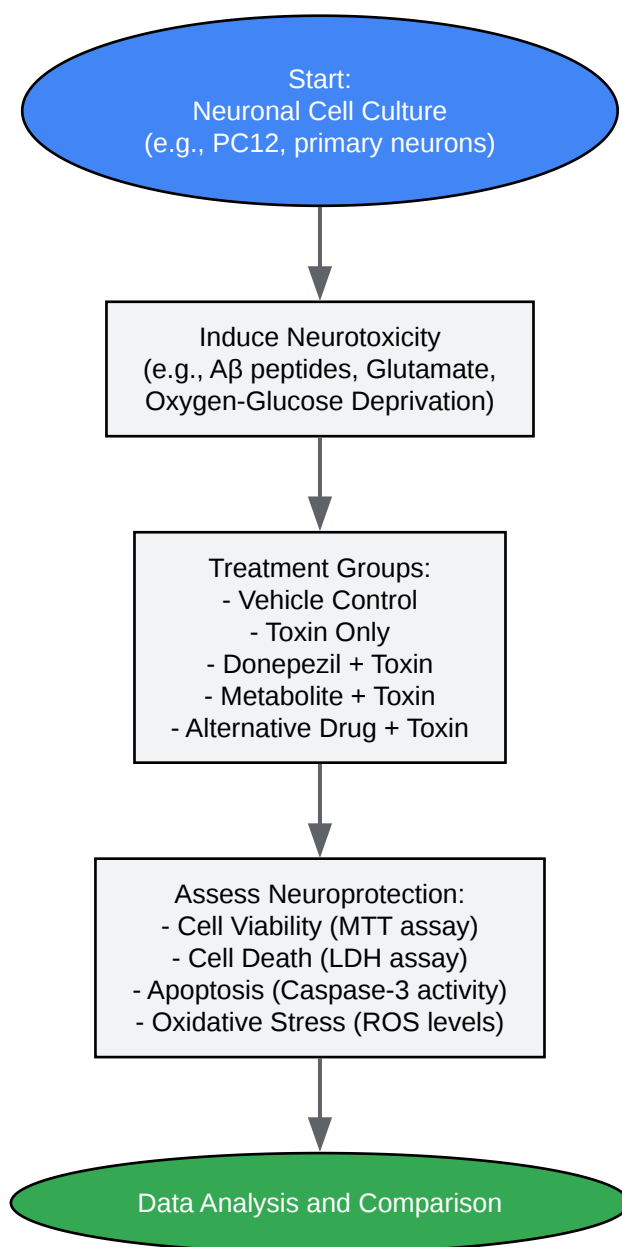 Start:
Neuronal Cell Culture
(e.g., PC12, primary neurons)
Induce Neurotoxicity
(e.g., Aβ peptides, Glutamate,
Oxygen-Glucose Deprivation)
Treatment Groups:
- Vehicle Control
- Toxin Only
- Donepezil + Toxin
- Metabolite + Toxin
- Alternative Drug + Toxin
Assess Neuroprotection:
- Cell Viability (MTT assay)
- Cell Death (LDH assay)
- Apoptosis (Caspase-3 activity)
- Oxidative Stress (ROS levels)
Data Analysis and Comparison